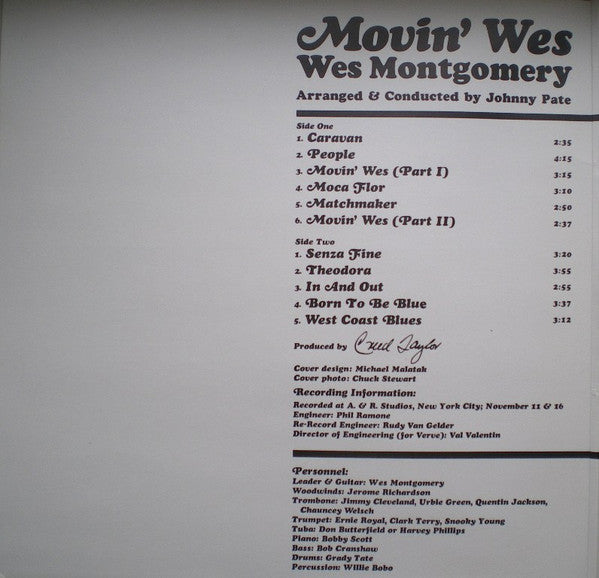 Movin' Wes
Wes Montgomery
Arranged & Conducted by Johnny Pate
Side One
1. Caravan 2:35
2. People 4:15
3. Movin' Wes (Part I) 3:15
4. Moca Flor 3:10
5. Matchmaker 2:50
6. Movin' Wes (Part II) 2:37
Side Two
1. Senza Fine 3:20
2. Theodora 3:55
3. In And Out 2:55
4. Born To Be Blue 3:37
5. West Coast Blues 3:12
Produced by Creed Taylor
Cover design: Michael Malatak
Cover photo: Chuck Stewart
Recording Information:
Recorded at A. & R. Studios, New York City; November 11 & 16
Engineer: Phil Ramone
Re-Record Engineer: Rudy Van Gelder
Director of Engineering (for Verve): Val Valentin
Personnel:
Leader & Guitar: Wes Montgomery
Woodwinds: Jerome Richardson
Trombone: Jimmy Cleveland, Urbie Green, Quentin Jackson,
Chauncey Welsch
Trumpet: Ernie Royal, Clark Terry, Snooky Young
Tuba: Don Butterfield or Harvey Phillips
Piano: Bobby Scott
Bass: Bob Cranshaw
Drums: Grady Tate
Percussion: Willie Bobo